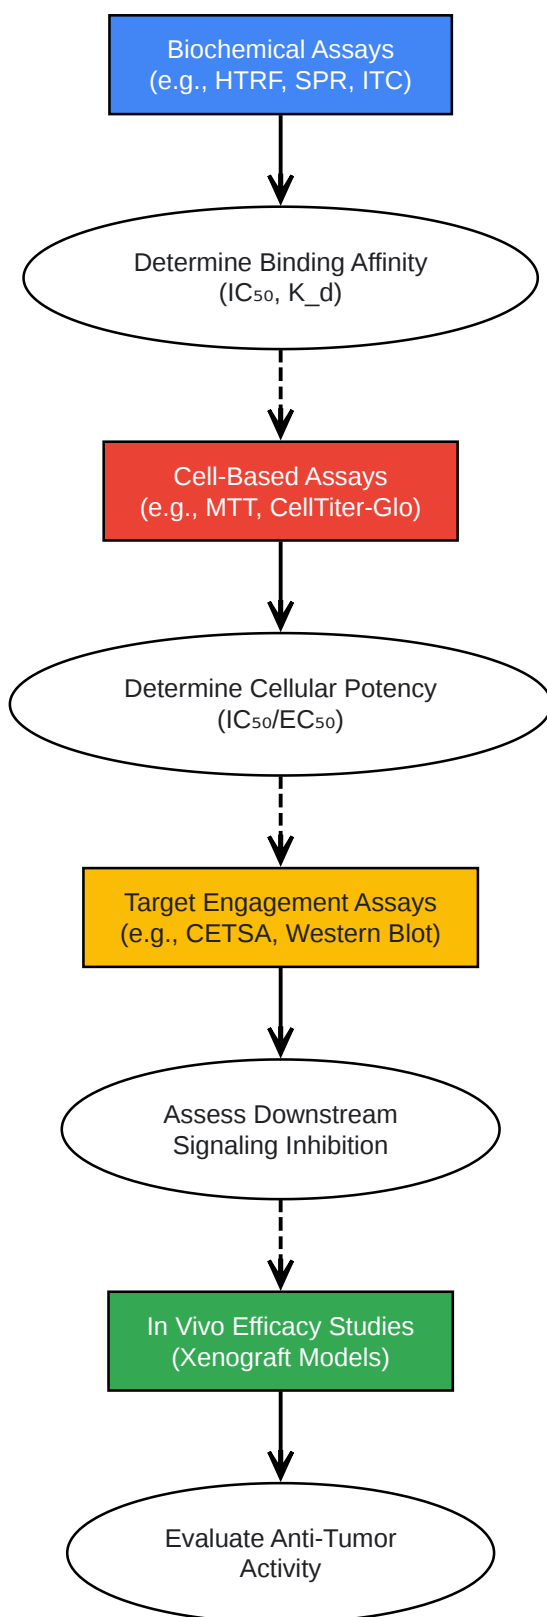 Biochemical Assays
(e.g., HTRF, SPR, ITC)
Determine Binding Affinity
(IC₅₀, K_d)
Cell-Based Assays
(e.g., MTT, CellTiter-Glo)
Determine Cellular Potency
(IC₅₀/EC₅₀)
Target Engagement Assays
(e.g., CETSA, Western Blot)
Assess Downstream
Signaling Inhibition
In Vivo Efficacy Studies
(Xenograft Models)
Evaluate Anti-Tumor
Activity